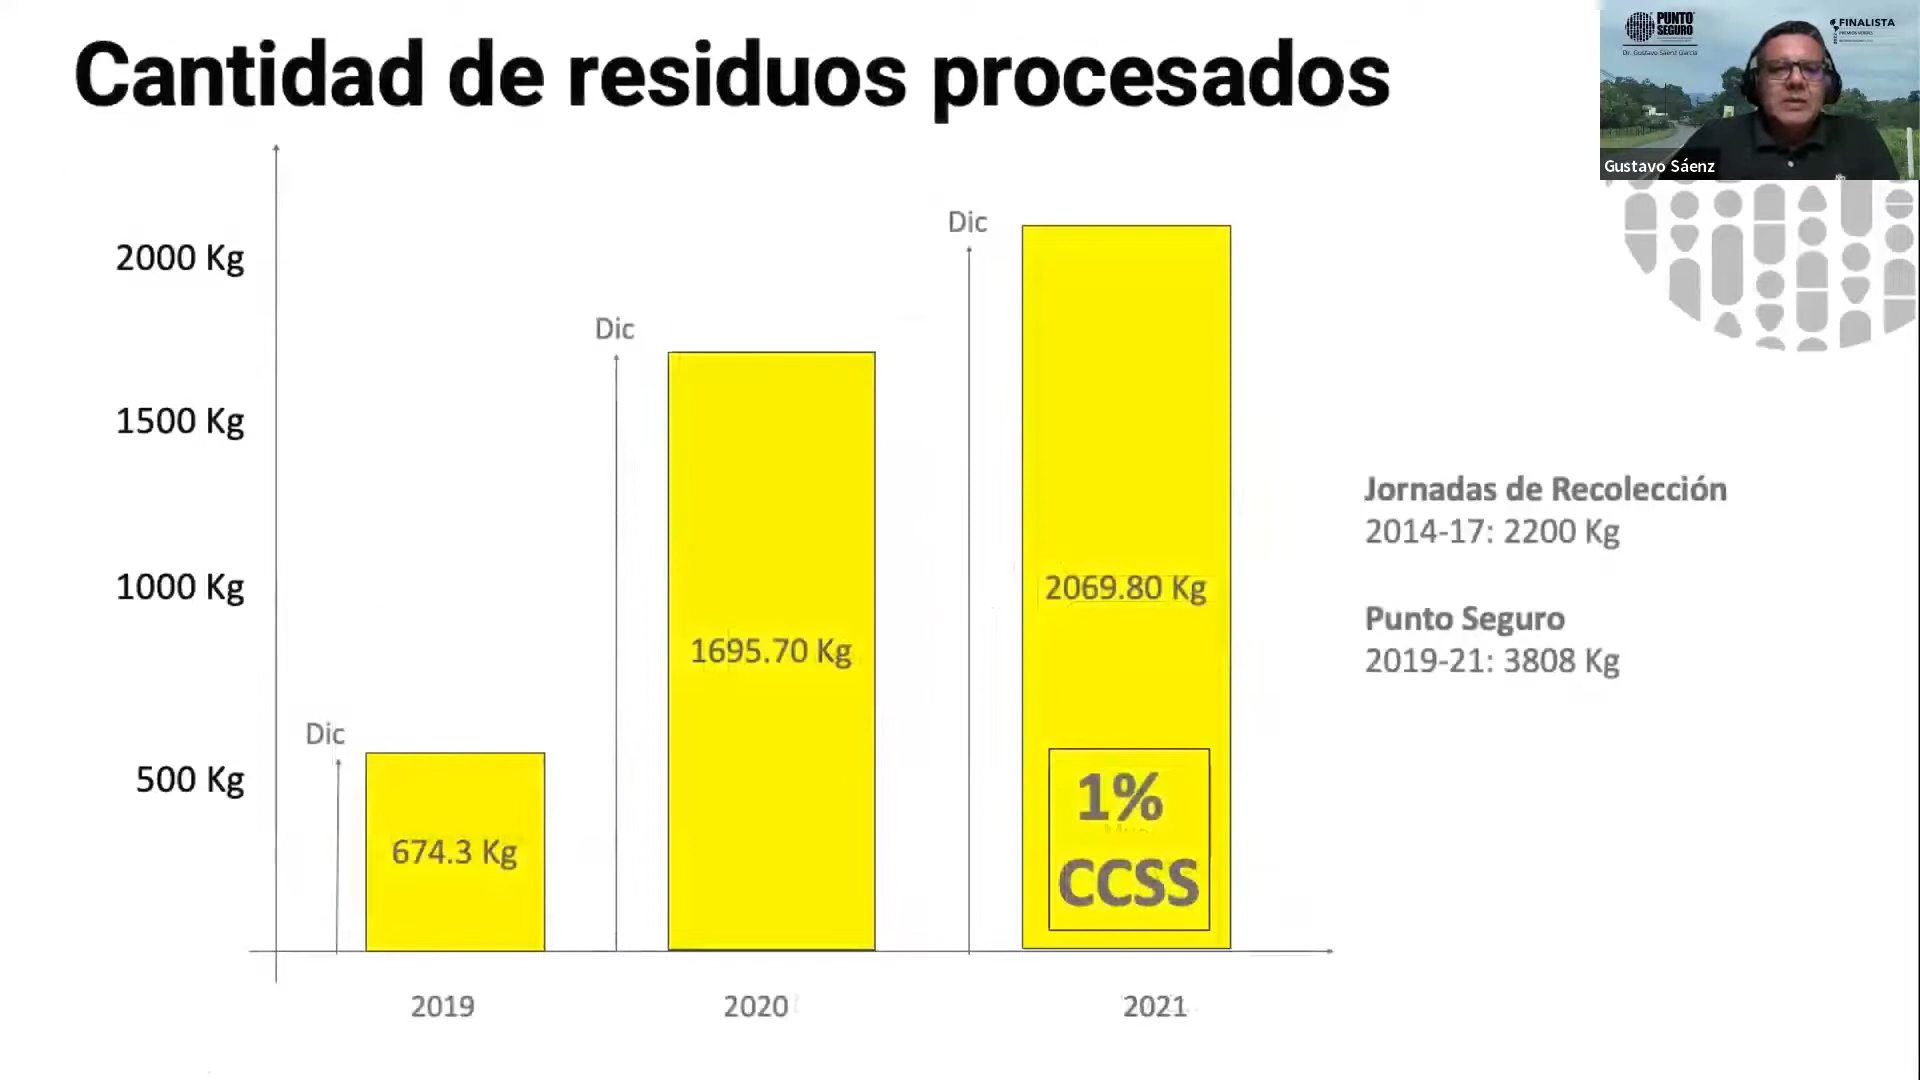 Cantidad de residuos procesados
PUNTO
SEGURO
Dr. Gustavo Sáenz García
FINALISTA
PREMIOS VERDES
Gustavo Sáenz
2000 Kg
1500 Kg
1000 Kg
500 Kg
Dic
674.3 Kg
Dic
1695.70 Kg
Dic
2069.80 Kg
1%
CCSS
2019
2020
2021
Jornadas de Recolección
2014-17: 2200 Kg
Punto Seguro
2019-21: 3808 Kg